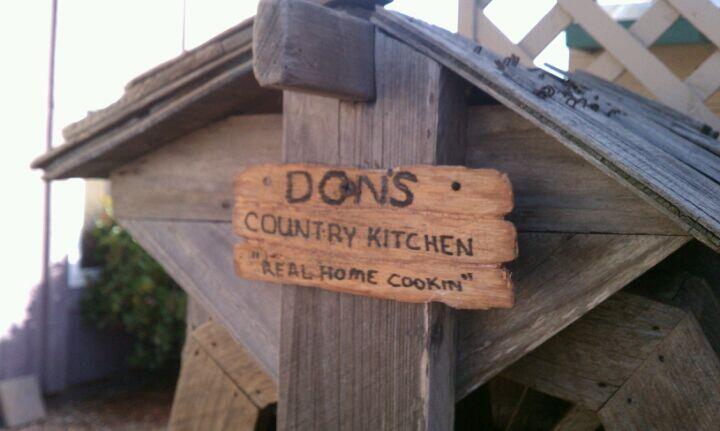 DON'S
COUNTRY KITCHEN
"REAL HOME COOKIN"